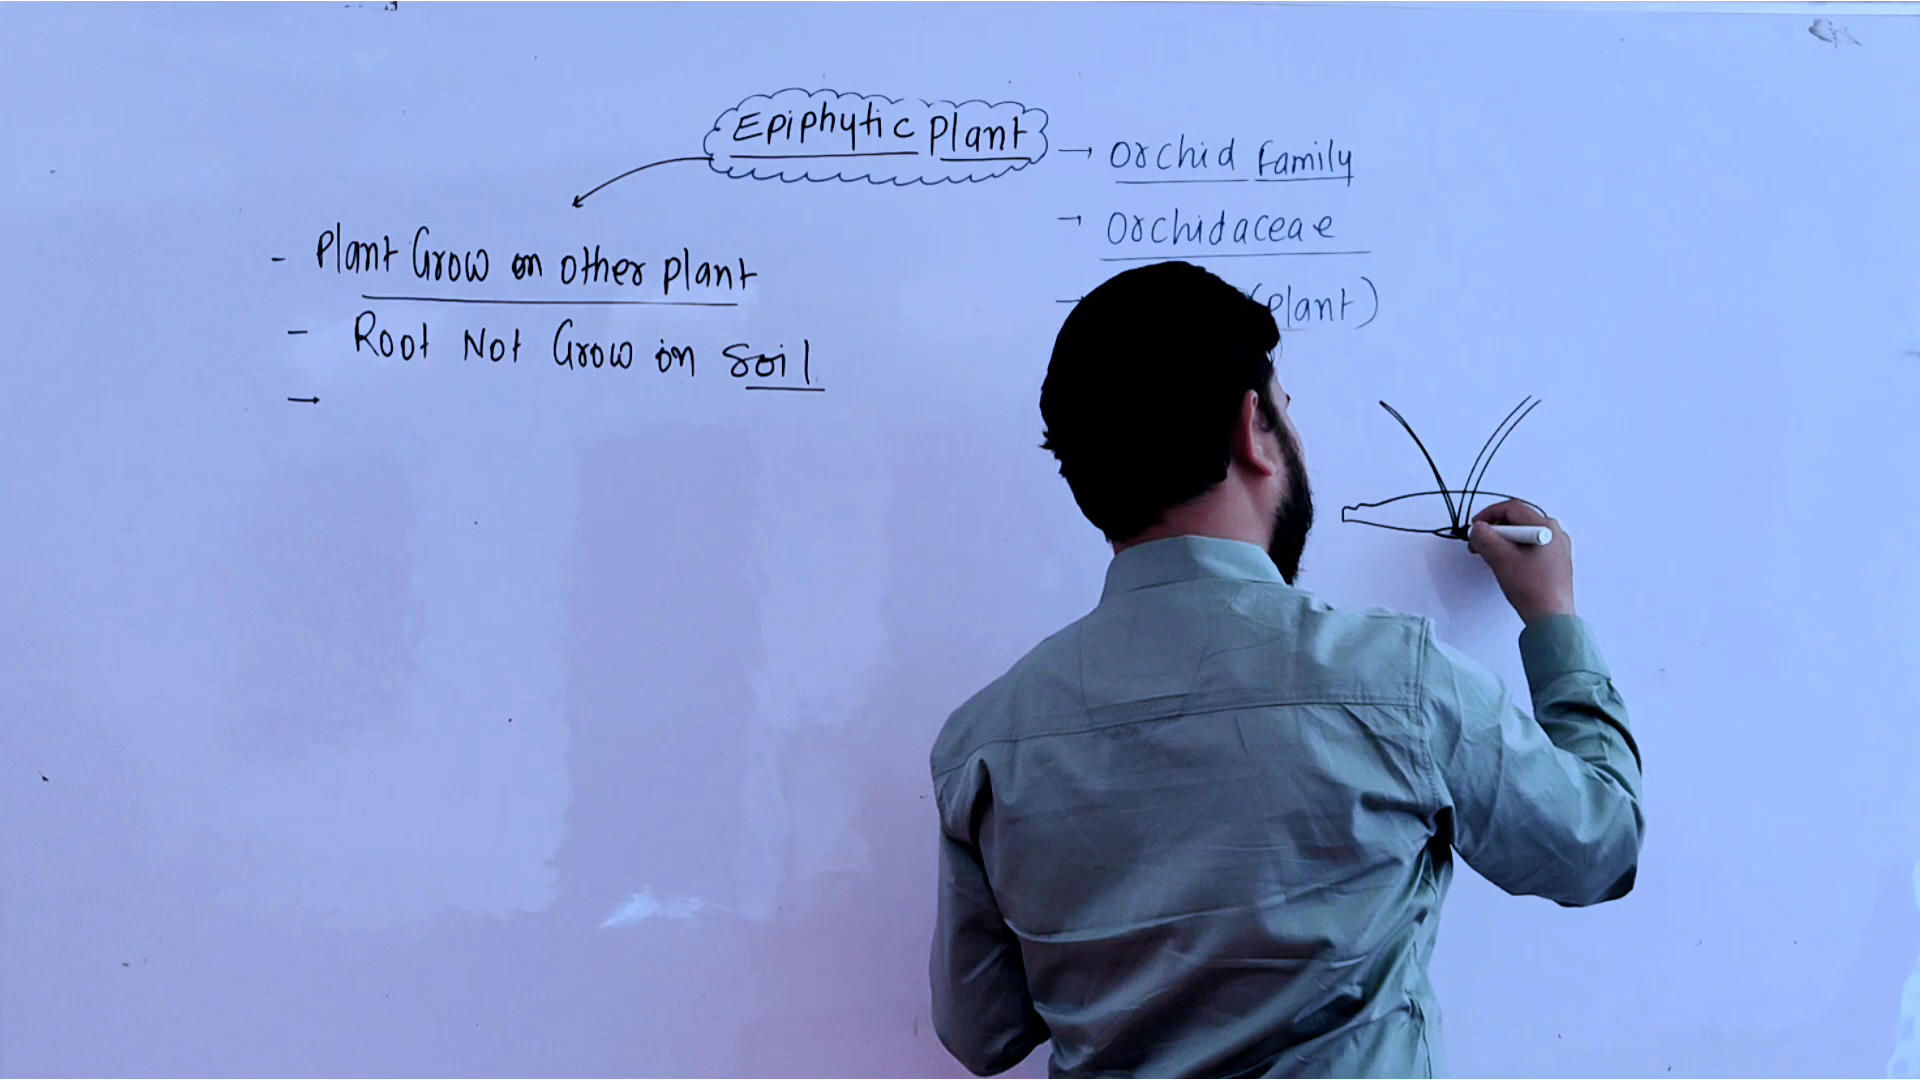 Epiphytic Plant
- Plant Grow on other plant
- Root Not Grow on Soil
→
→ Orchid Family
→ Orchidaceae
→ (Plant)